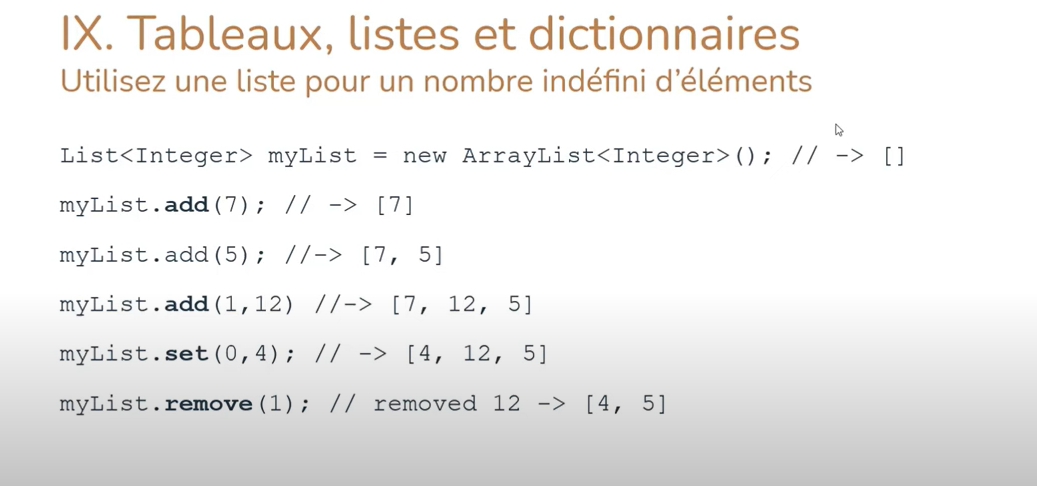 IX. Tableaux, listes et dictionnaires
Utilisez une liste pour un nombre indéfini d’éléments
List<Integer> myList = new ArrayList<Integer>(); // -> []
myList.add(7); // -> [7]
myList.add(5); //-> [7, 5]
myList.add(1,12) //-> [7, 12, 5]
myList.set(0,4); // -> [4, 12, 5]
myList.remove(1); // removed 12 -> [4, 5]